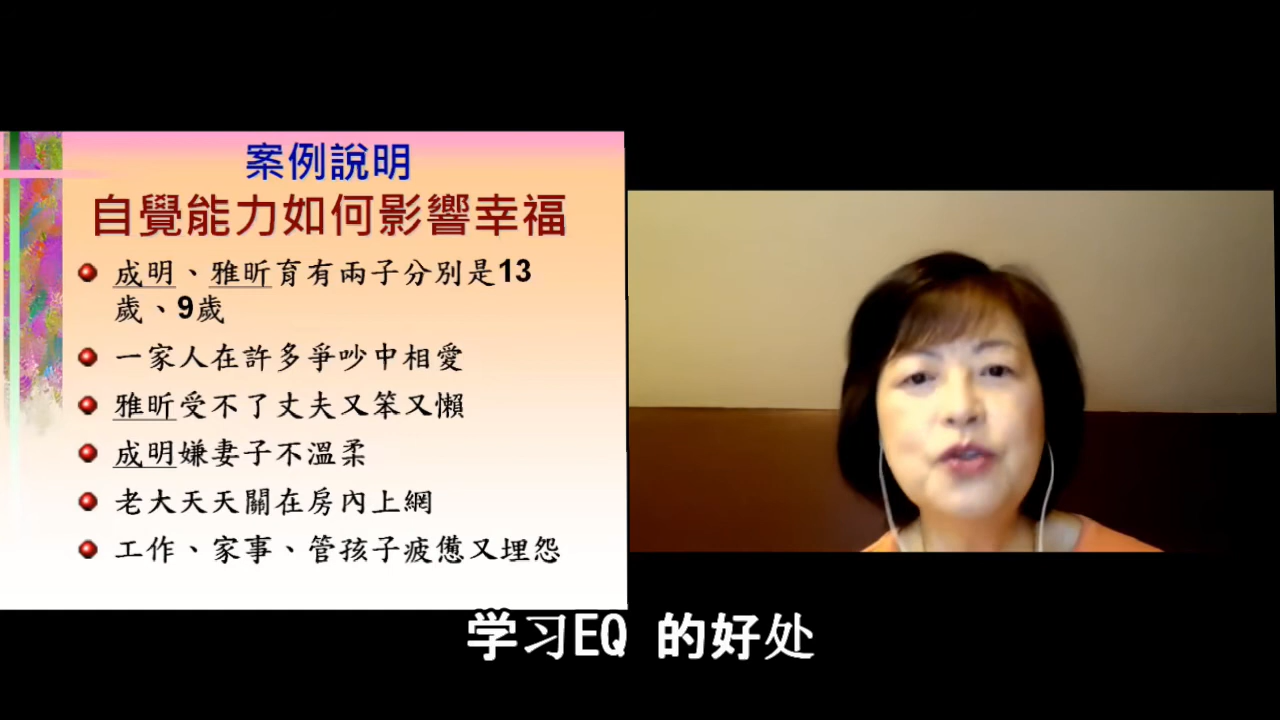 案例說明
自覺能力如何影響幸福
成明、雅昕育有兩子分別是13
歲、9歲
一家人在許多爭吵中相愛
雅昕受不了丈夫又笨又懶
成明嫌妻子不溫柔
老大天天關在房內上網
工作、家事、管孩子疲憊又埋怨
学习EQ 的好处